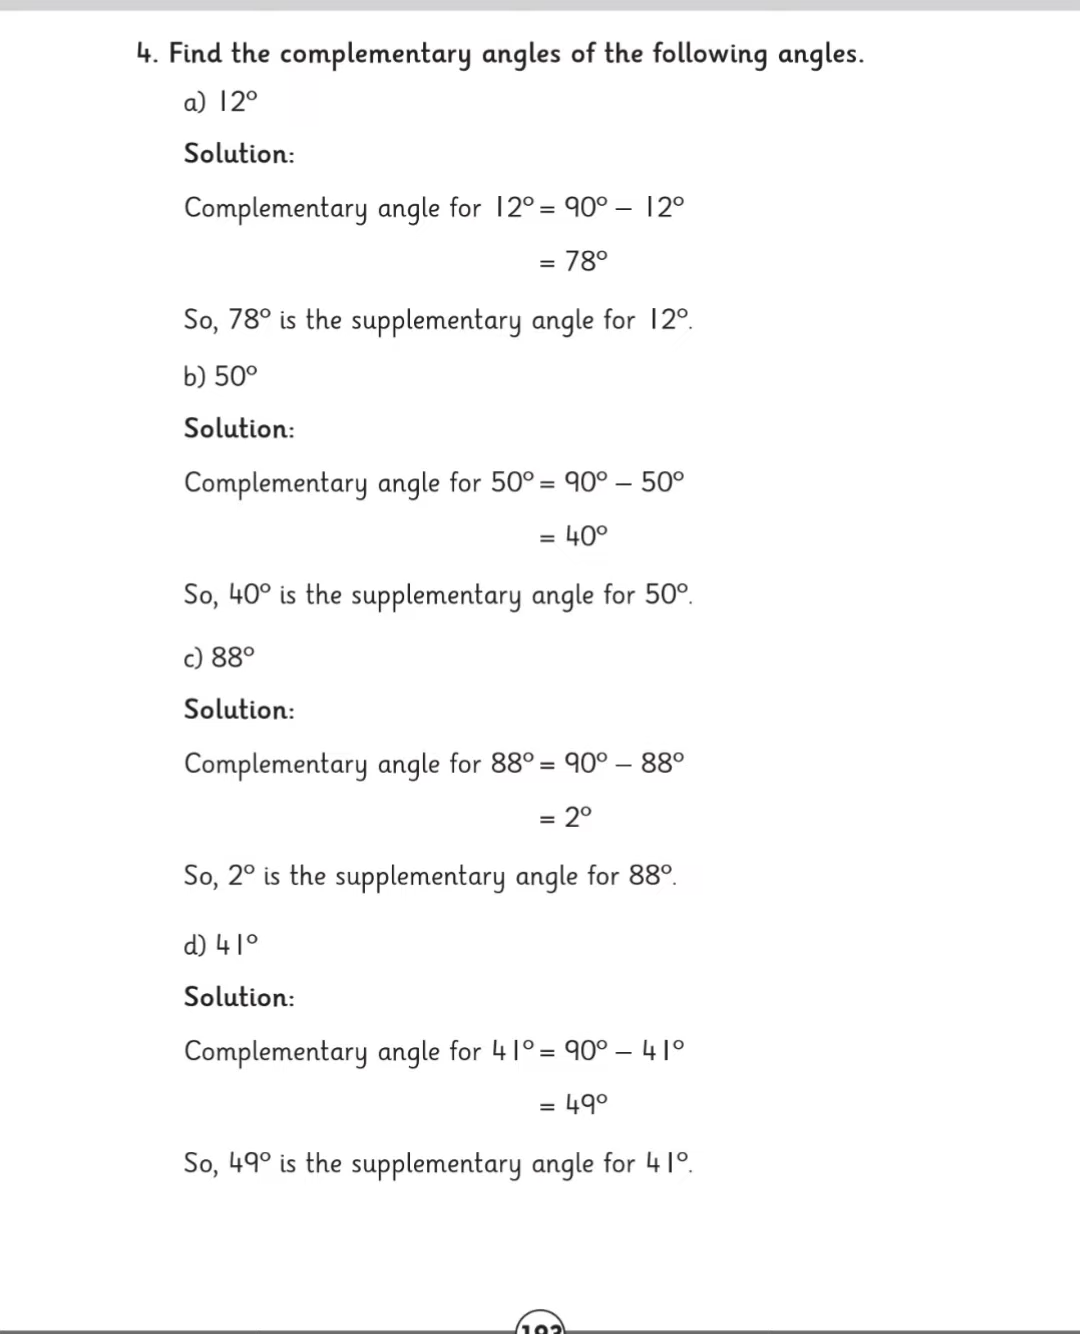 4. Find the complementary angles of the following angles.
a) 12°
Solution:
Complementary angle for 12° = 90° – 12°
= 78°
So, 78° is the supplementary angle for 12°.
b) 50°
Solution:
Complementary angle for 50° = 90° – 50°
= 40°
So, 40° is the supplementary angle for 50°.
c) 88°
Solution:
Complementary angle for 88° = 90° – 88°
= 2°
So, 2° is the supplementary angle for 88°.
d) 41°
Solution:
Complementary angle for 41° = 90° – 41°
= 49°
So, 49° is the supplementary angle for 41°.